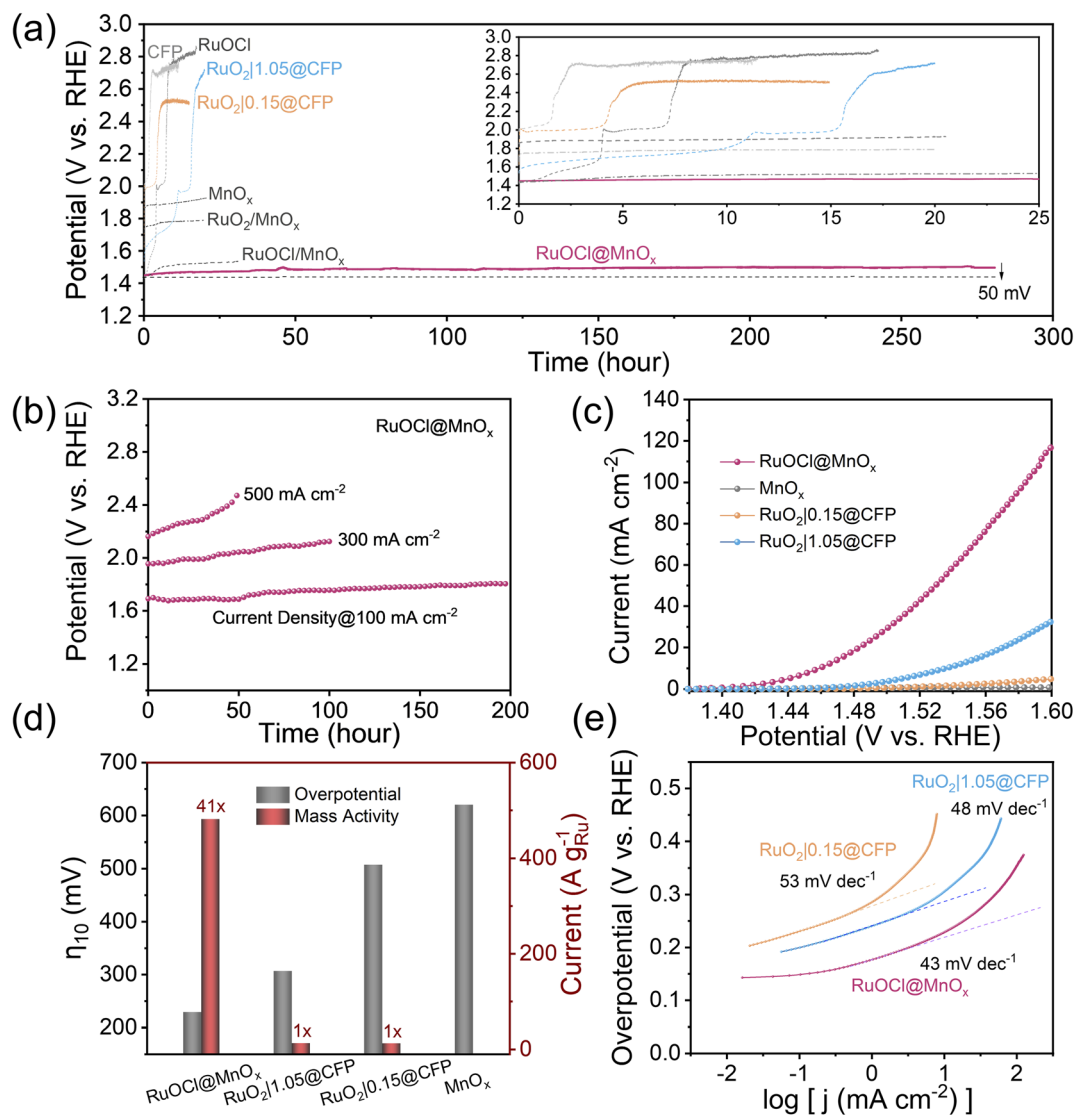 (a)
Potential (V vs. RHE)
3.0
2.8
2.6
2.4
2.2
2.0
1.8
1.6
1.4
1.2
CFP
RuOCl
RuO₂|1.05@CFP
RuO₂|0.15@CFP
MnOₓ
RuO₂/MnOₓ
RuOCl/MnOₓ
RuOCl@MnOₓ
50 mV
3.0
2.8
2.6
2.4
2.2
2.0
1.8
1.6
1.4
1.2
0 5 10 15 20 25
0 50 100 150 200 250 300
Time (hour)
(b)
Potential (V vs. RHE)
3.2
2.8
2.4
2.0
1.6
1.2
RuOCl@MnOₓ
500 mA cm⁻²
300 mA cm⁻²
Current Density@100 mA cm⁻²
0 50 100 150 200
Time (hour)
(c)
Current (mA cm⁻²)
140
120
100
80
60
40
20
0
RuOCl@MnOₓ
MnOₓ
RuO₂|0.15@CFP
RuO₂|1.05@CFP
1.40 1.44 1.48 1.52 1.56 1.60
Potential (V vs. RHE)
(d)
η₁₀ (mV)
700
600
500
400
300
200
Overpotential
Mass Activity
41x
1x
1x
600
400
200
0
Current (A g⁻¹Ru)
RuOCl@MnOₓ
RuO₂|1.05@CFP
RuO₂|0.15@CFP
MnOₓ
(e)
Overpotential (V vs. RHE)
0.5
0.4
0.3
0.2
0.1
0.0
RuO₂|1.05@CFP
48 mV dec⁻¹
RuO₂|0.15@CFP
53 mV dec⁻¹
43 mV dec⁻¹
RuOCl@MnOₓ
-2 -1 0 1 2
log [ j (mA cm⁻²) ]